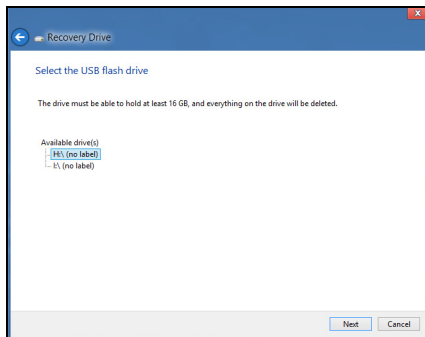 Recovery Drive
Select the USB flash drive
The drive must be able to hold at least 16 GB, and everything on the drive will be deleted.
Available drive(s)
H:\ (no label)
I:\ (no label)
Next Cancel